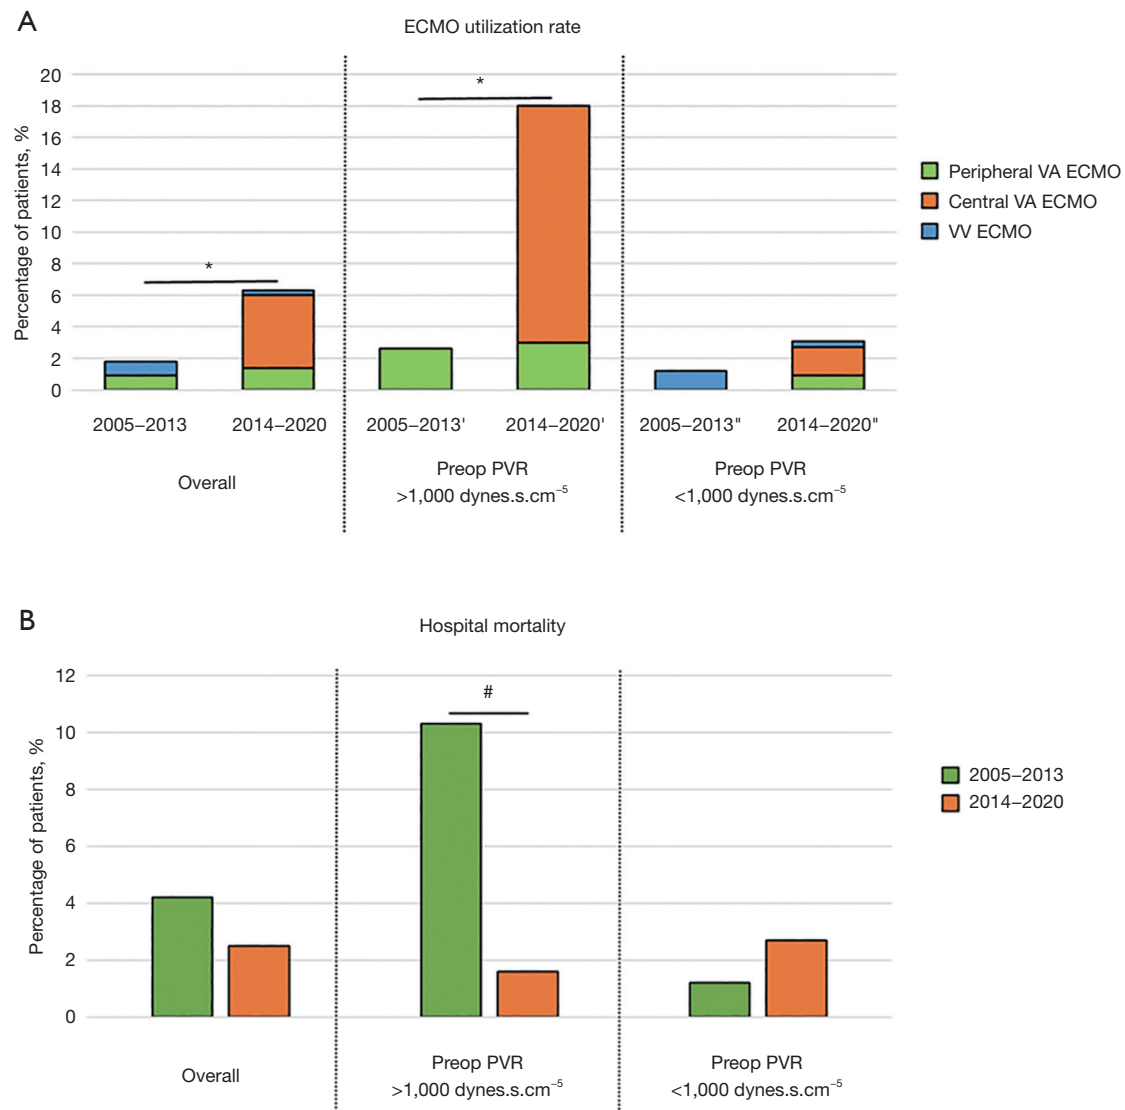 A
ECMO utilization rate
Percentage of patients, %
20
18
16
14
12
10
8
6
4
2
0
*
*
2005–2013
2014–2020
2005–2013'
2014–2020'
2005–2013"
2014–2020"
Overall
Preop PVR
>1,000 dynes.s.cm⁻⁵
Preop PVR
<1,000 dynes.s.cm⁻⁵
Peripheral VA ECMO
Central VA ECMO
VV ECMO
B
Hospital mortality
Percentage of patients, %
12
10
8
6
4
2
0
#
Overall
Preop PVR
>1,000 dynes.s.cm⁻⁵
Preop PVR
<1,000 dynes.s.cm⁻⁵
2005–2013
2014–2020